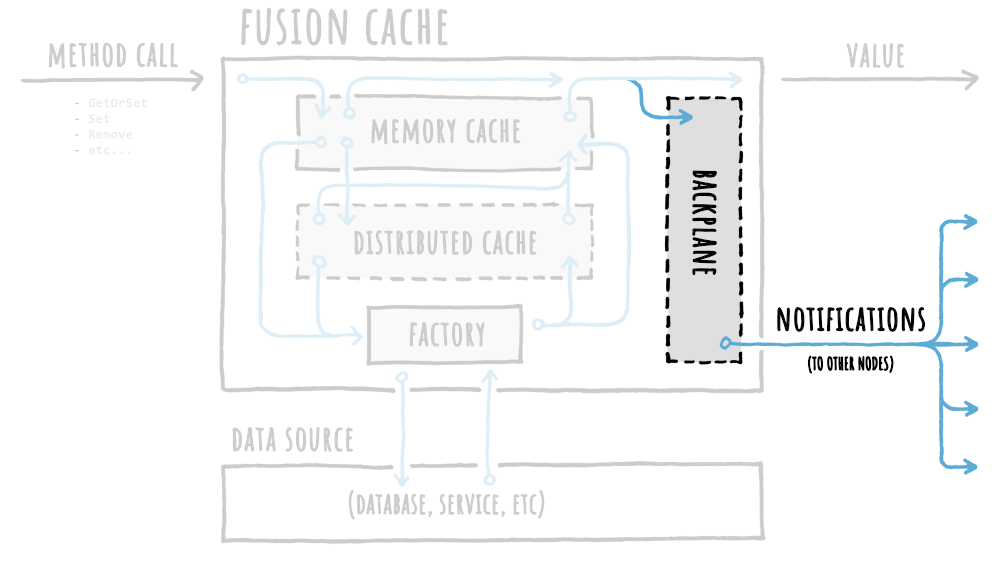 FUSION CACHE
METHOD CALL
- GetOrSet
- Set
- Remove
- etc...
VALUE
MEMORY CACHE
DISTRIBUTED CACHE
FACTORY
BACKPLANE
NOTIFICATIONS
(TO OTHER NODES)
DATA SOURCE
(DATABASE, SERVICE, ETC)